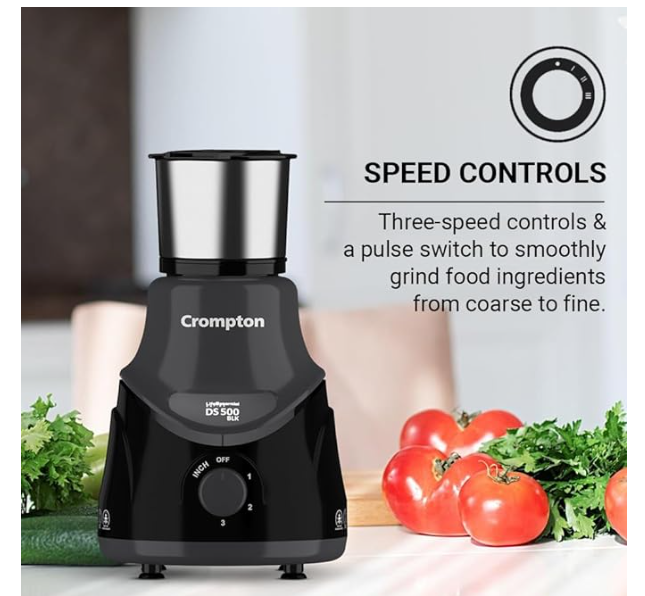 SPEED CONTROLS
Three-speed controls &
a pulse switch to smoothly
grind food ingredients
from coarse to fine.
Crompton
DS 500
BLK
INCH OFF
1
2
3